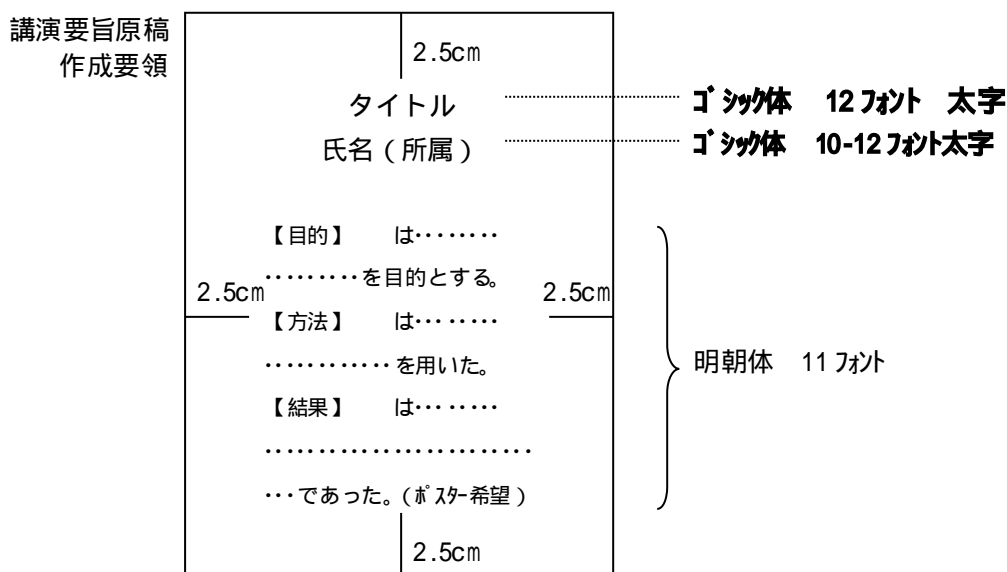 講演要旨原稿
作成要領
2.5cm
タイトル
ゴシック体 12フォント 太字
氏名(所属)
ゴシック体 10-12フォント太字
【目的】 は‥‥‥‥
‥‥‥‥‥を目的とする。
2.5cm
2.5cm
【方法】 は‥‥‥‥
‥‥‥‥‥‥を用いた。
明朝体 11フォント
【結果】 は‥‥‥‥
‥‥‥‥‥‥‥‥‥‥‥‥‥
‥・であった。(ポスター希望)
2.5cm